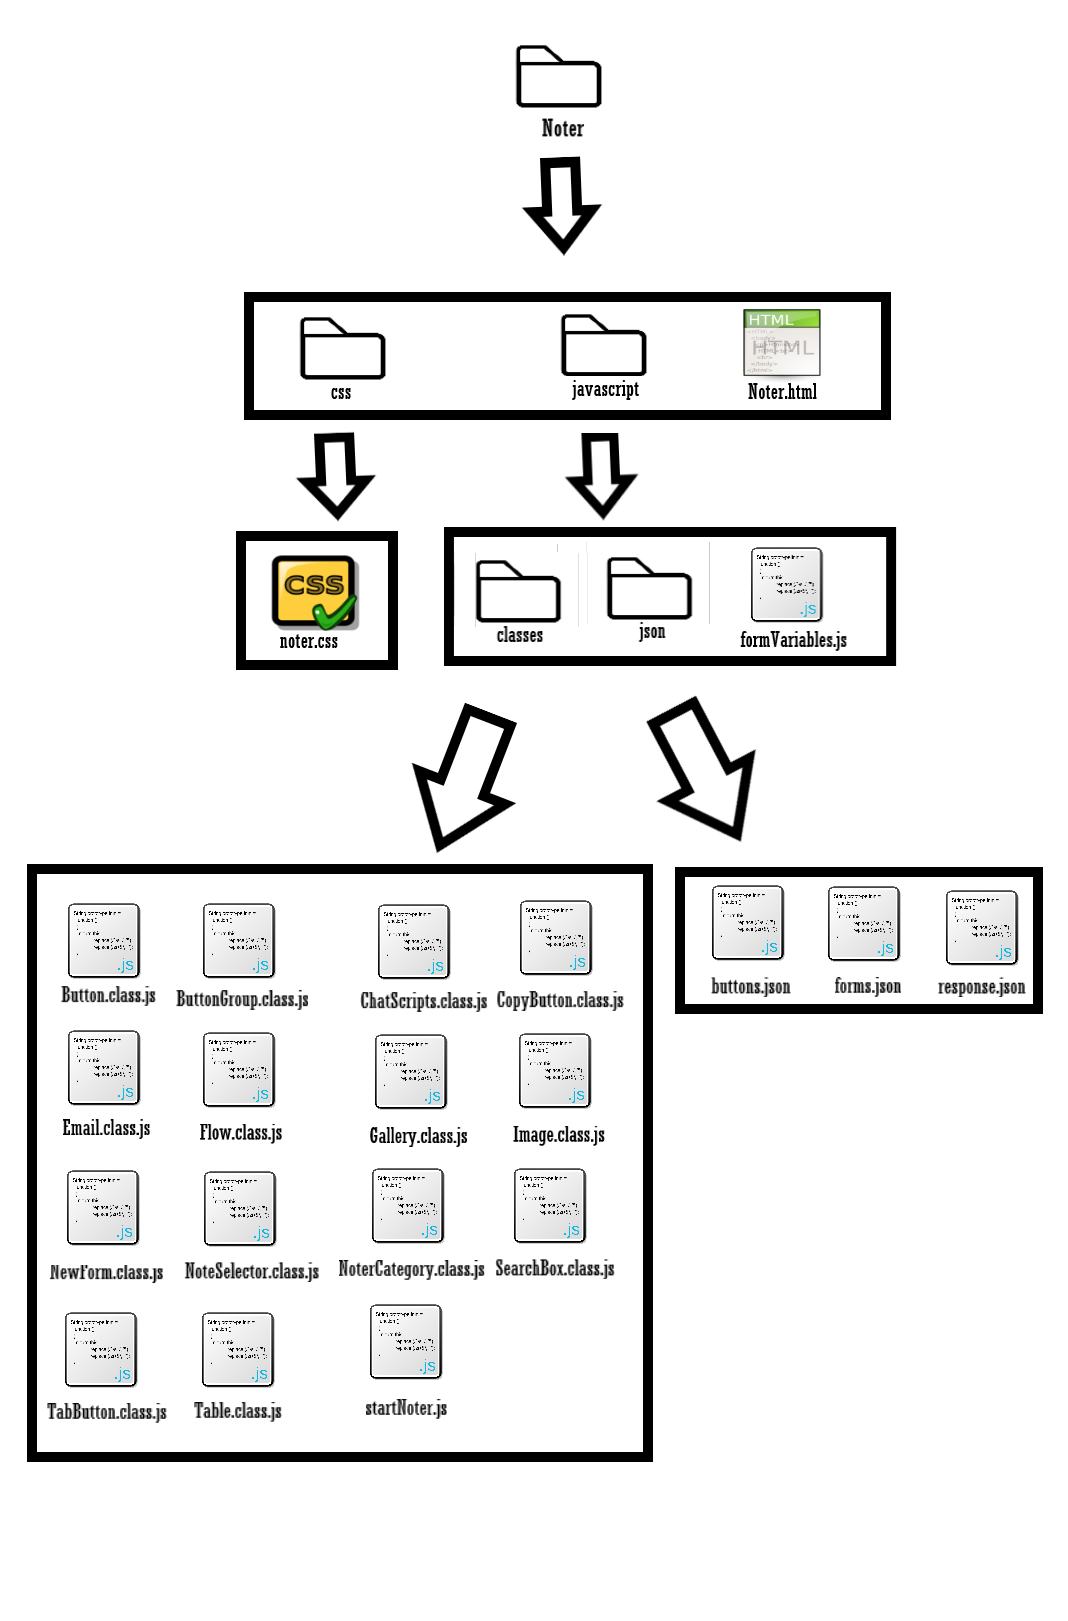 Noter
css
javascript
HTML
HTML
Noter.html
CSS
noter.css
classes
json
.js
formVariables.js
.js
.js
.js
.js
Button.class.js
ButtonGroup.class.js
ChatScripts.class.js
CopyButton.class.js
.js
.js
.js
buttons.json
forms.json
response.json
.js
.js
.js
.js
Email.class.js
Flow.class.js
Gallery.class.js
Image.class.js
.js
.js
.js
.js
NewForm.class.js
NoteSelector.class.js
NoterCategory.class.js
SearchBox.class.js
.js
.js
.js
TabButton.class.js
Table.class.js
startNoter.js